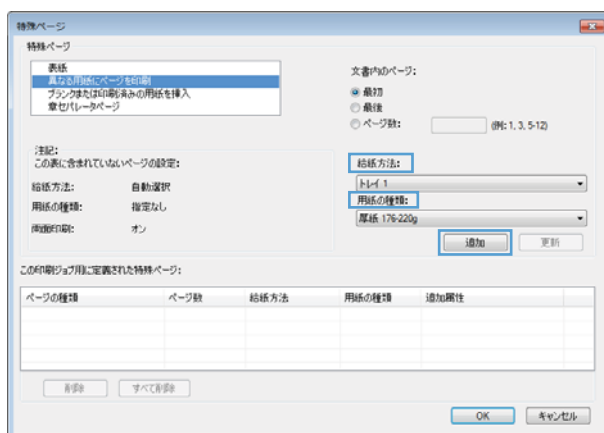 特殊ページ
特殊ページ
表紙
異なる用紙にページを印刷
ブランクまたは印刷済みの用紙を挿入
章セパレータページ
文書内のページ:
最初
最後
ページ数:
(例: 1, 3, 5-12)
注記:
この表に含まれていないページの設定:
給紙方法: 自動選択
用紙の種類: 指定なし
両面印刷: オン
給紙方法:
トレイ 1
用紙の種類:
厚紙 176-220g
追加 更新
この印刷ジョブ用に定義された特殊ページ:
ページの種類 ページ数 給紙方法 用紙の種類 追加属性
削除 すべて削除
OK キャンセル